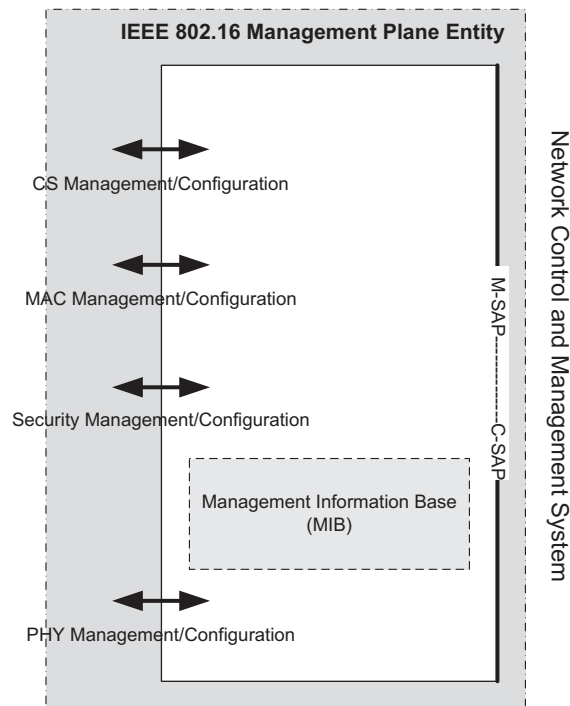 IEEE 802.16 Management Plane Entity
CS Management/Configuration
MAC Management/Configuration
Security Management/Configuration
Management Information Base
(MIB)
PHY Management/Configuration
M-SAP----------------C-SAP
Network Control and Management System